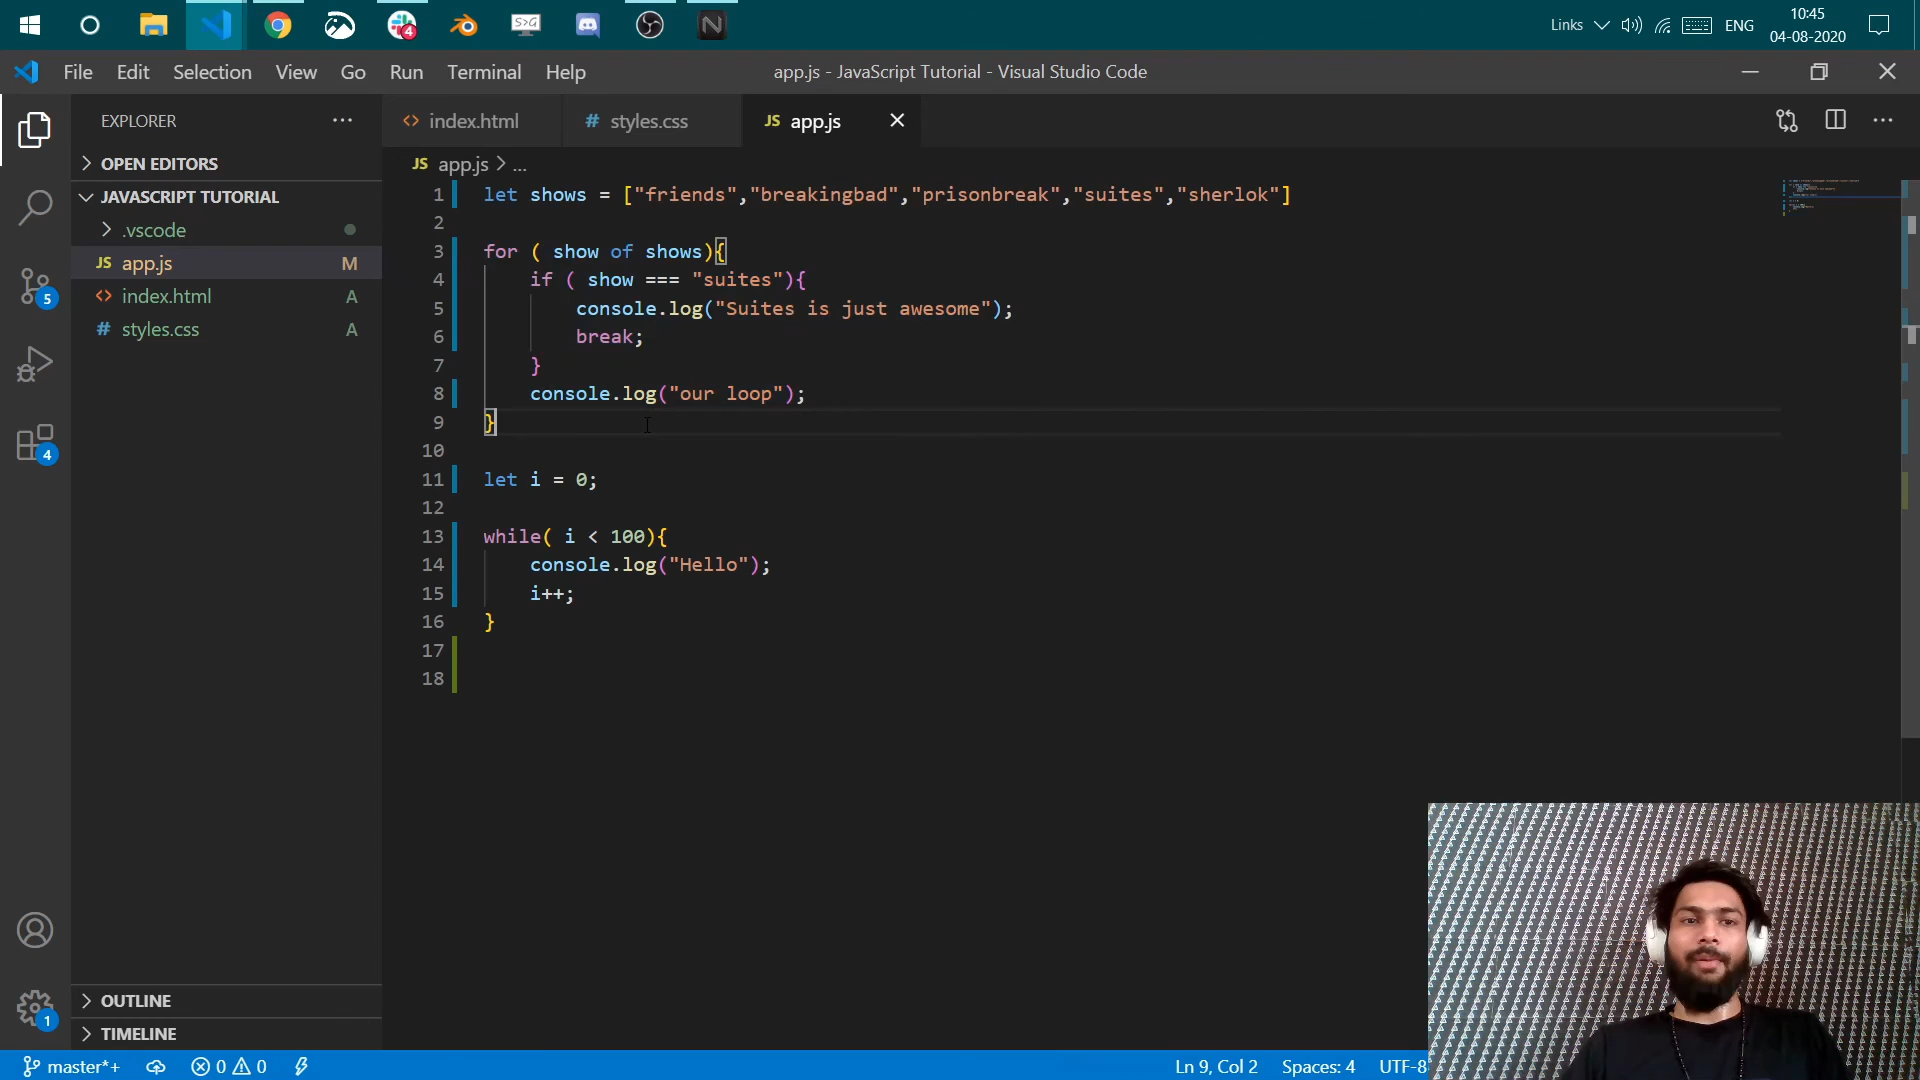 4
S>G
N
Links
ENG
10:45
04-08-2020
File Edit Selection View Go Run Terminal Help
app.js - JavaScript Tutorial - Visual Studio Code
EXPLORER ...
OPEN EDITORS
JAVASCRIPT TUTORIAL
.vscode
JS app.js M
<> index.html A
# styles.css A
5
4
<> index.html
# styles.css
JS app.js
JS app.js > ...
1 let shows = ["friends","breakingbad","prisonbreak","suites","sherlok"]
2
3 for ( show of shows){
4 if ( show === "suites"){
5 console.log("Suites is just awesome");
6 break;
7 }
8 console.log("our loop");
9 }
10
11 let i = 0;
12
13 while( i < 100){
14 console.log("Hello");
15 i++;
16 }
17
18
OUTLINE
TIMELINE
1
master*+
0
0
Ln 9, Col 2
Spaces: 4
UTF-8